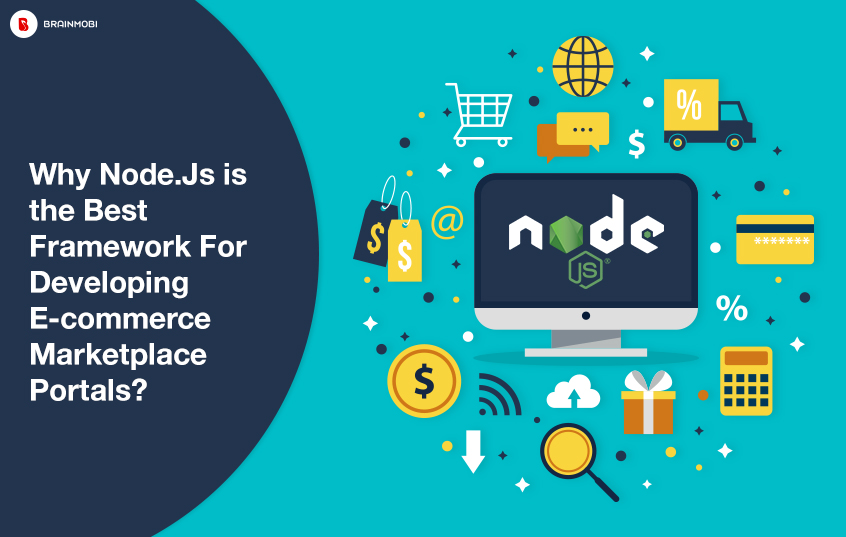 BRAINMOBI
Why Node.Js is
the Best
Framework For
Developing
E-commerce
Marketplace
Portals?
%
$
@
$
$
node
JS®
*******
%
$